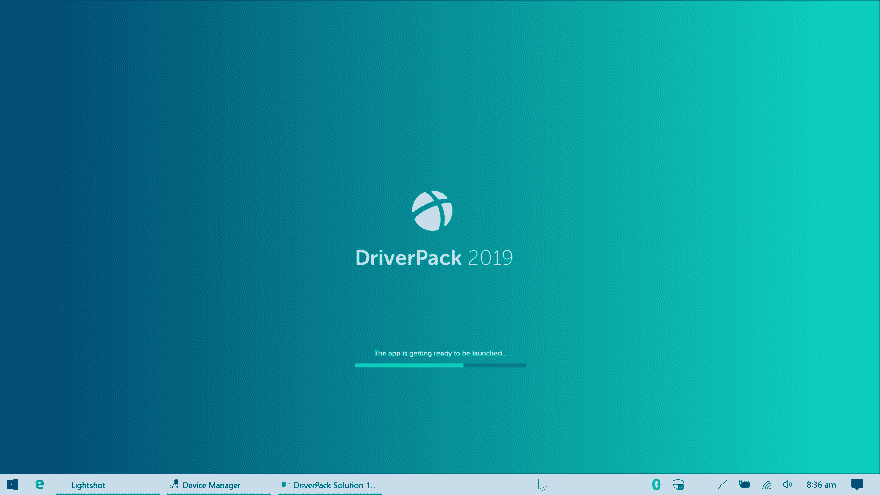 DriverPack 2019
The app is getting ready to be launched...
Lightshot
Device Manager
DriverPack Solution 1...
8:36 am